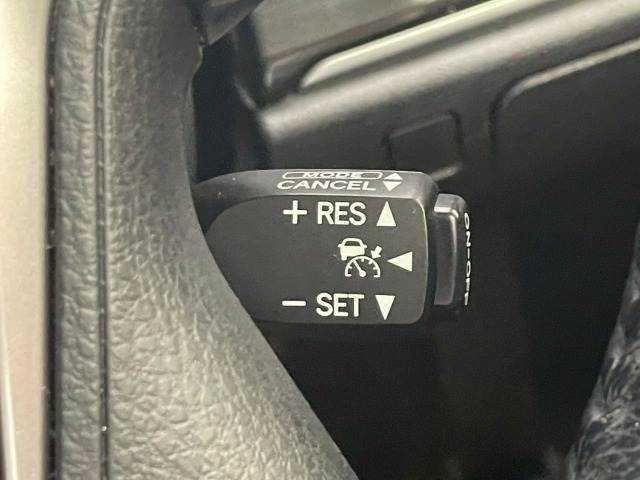 MODE
CANCEL
+ RES
- SET
ON-OFF